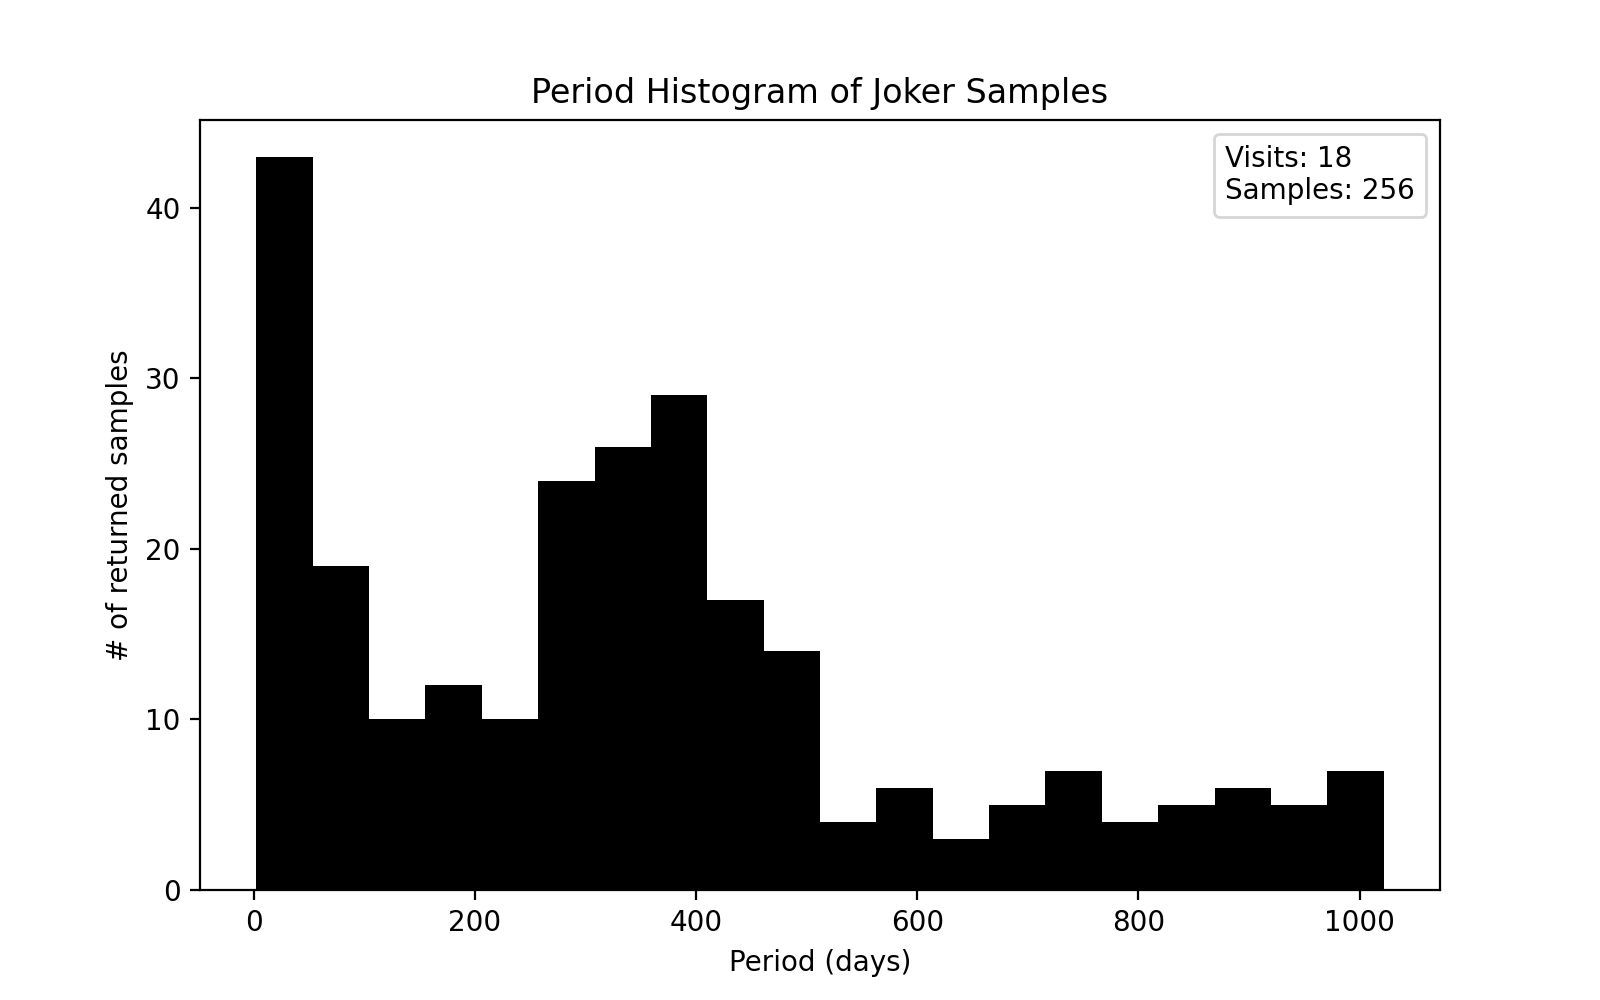 Period Histogram of Joker Samples
Visits: 18
Samples: 256
# of returned samples
40
30
20
10
0
0 200 400 600 800 1000
Period (days)